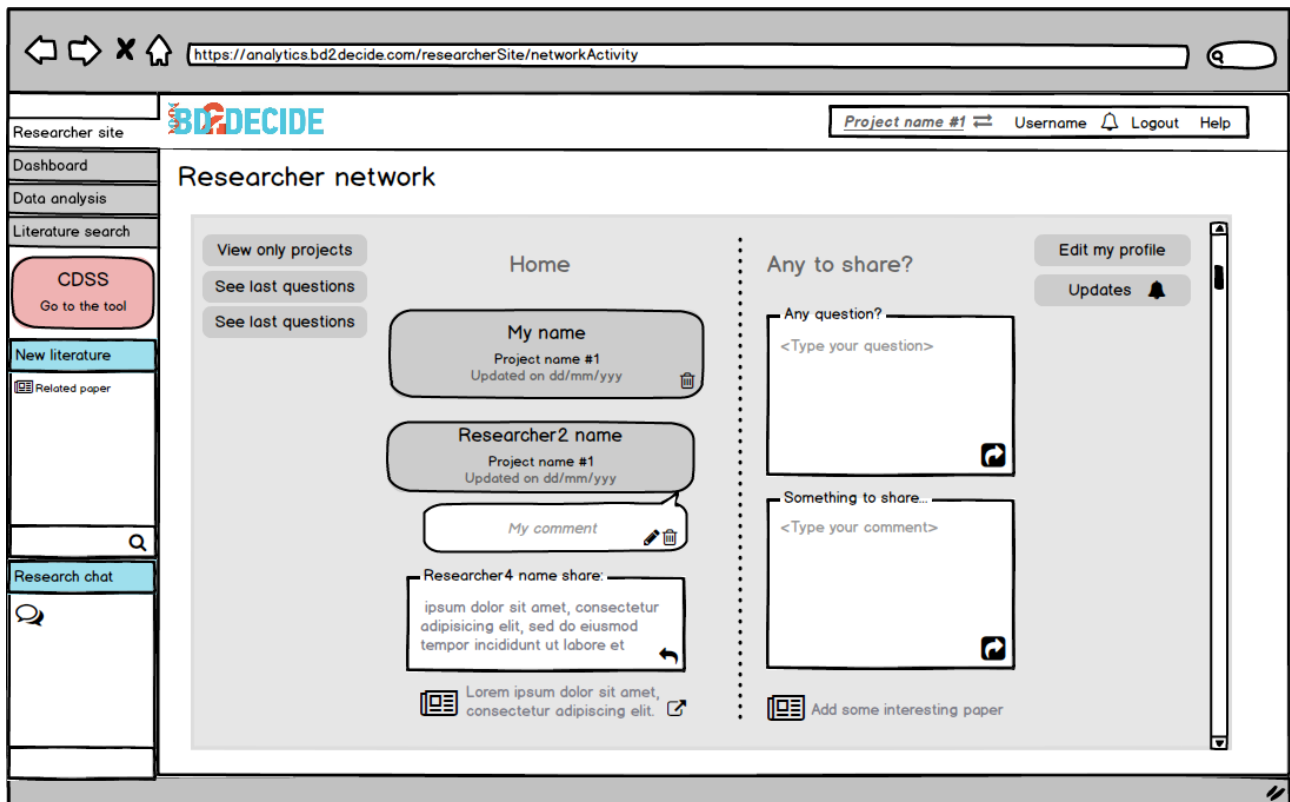 https://analytics.bd2decide.com/researcherSite/networkActivity
Researcher site
BD2DECIDE
Project name #1 Username Logout Help
Dashboard
Data analysis
Literature search
CDSS
Go to the tool
New literature
Related paper
Research chat
Researcher network
View only projects
See last questions
See last questions
Home
My name
Project name #1
Updated on dd/mm/yyy
Researcher2 name
Project name #1
Updated on dd/mm/yyy
My comment
Researcher4 name share:
ipsum dolor sit amet, consectetur
adipisicing elit, sed do eiusmod
tempor incididunt ut labore et
Lorem ipsum dolor sit amet,
consectetur adipiscing elit.
Any to share?
Any question?
<Type your question>
Something to share...
<Type your comment>
Add some interesting paper
Edit my profile
Updates